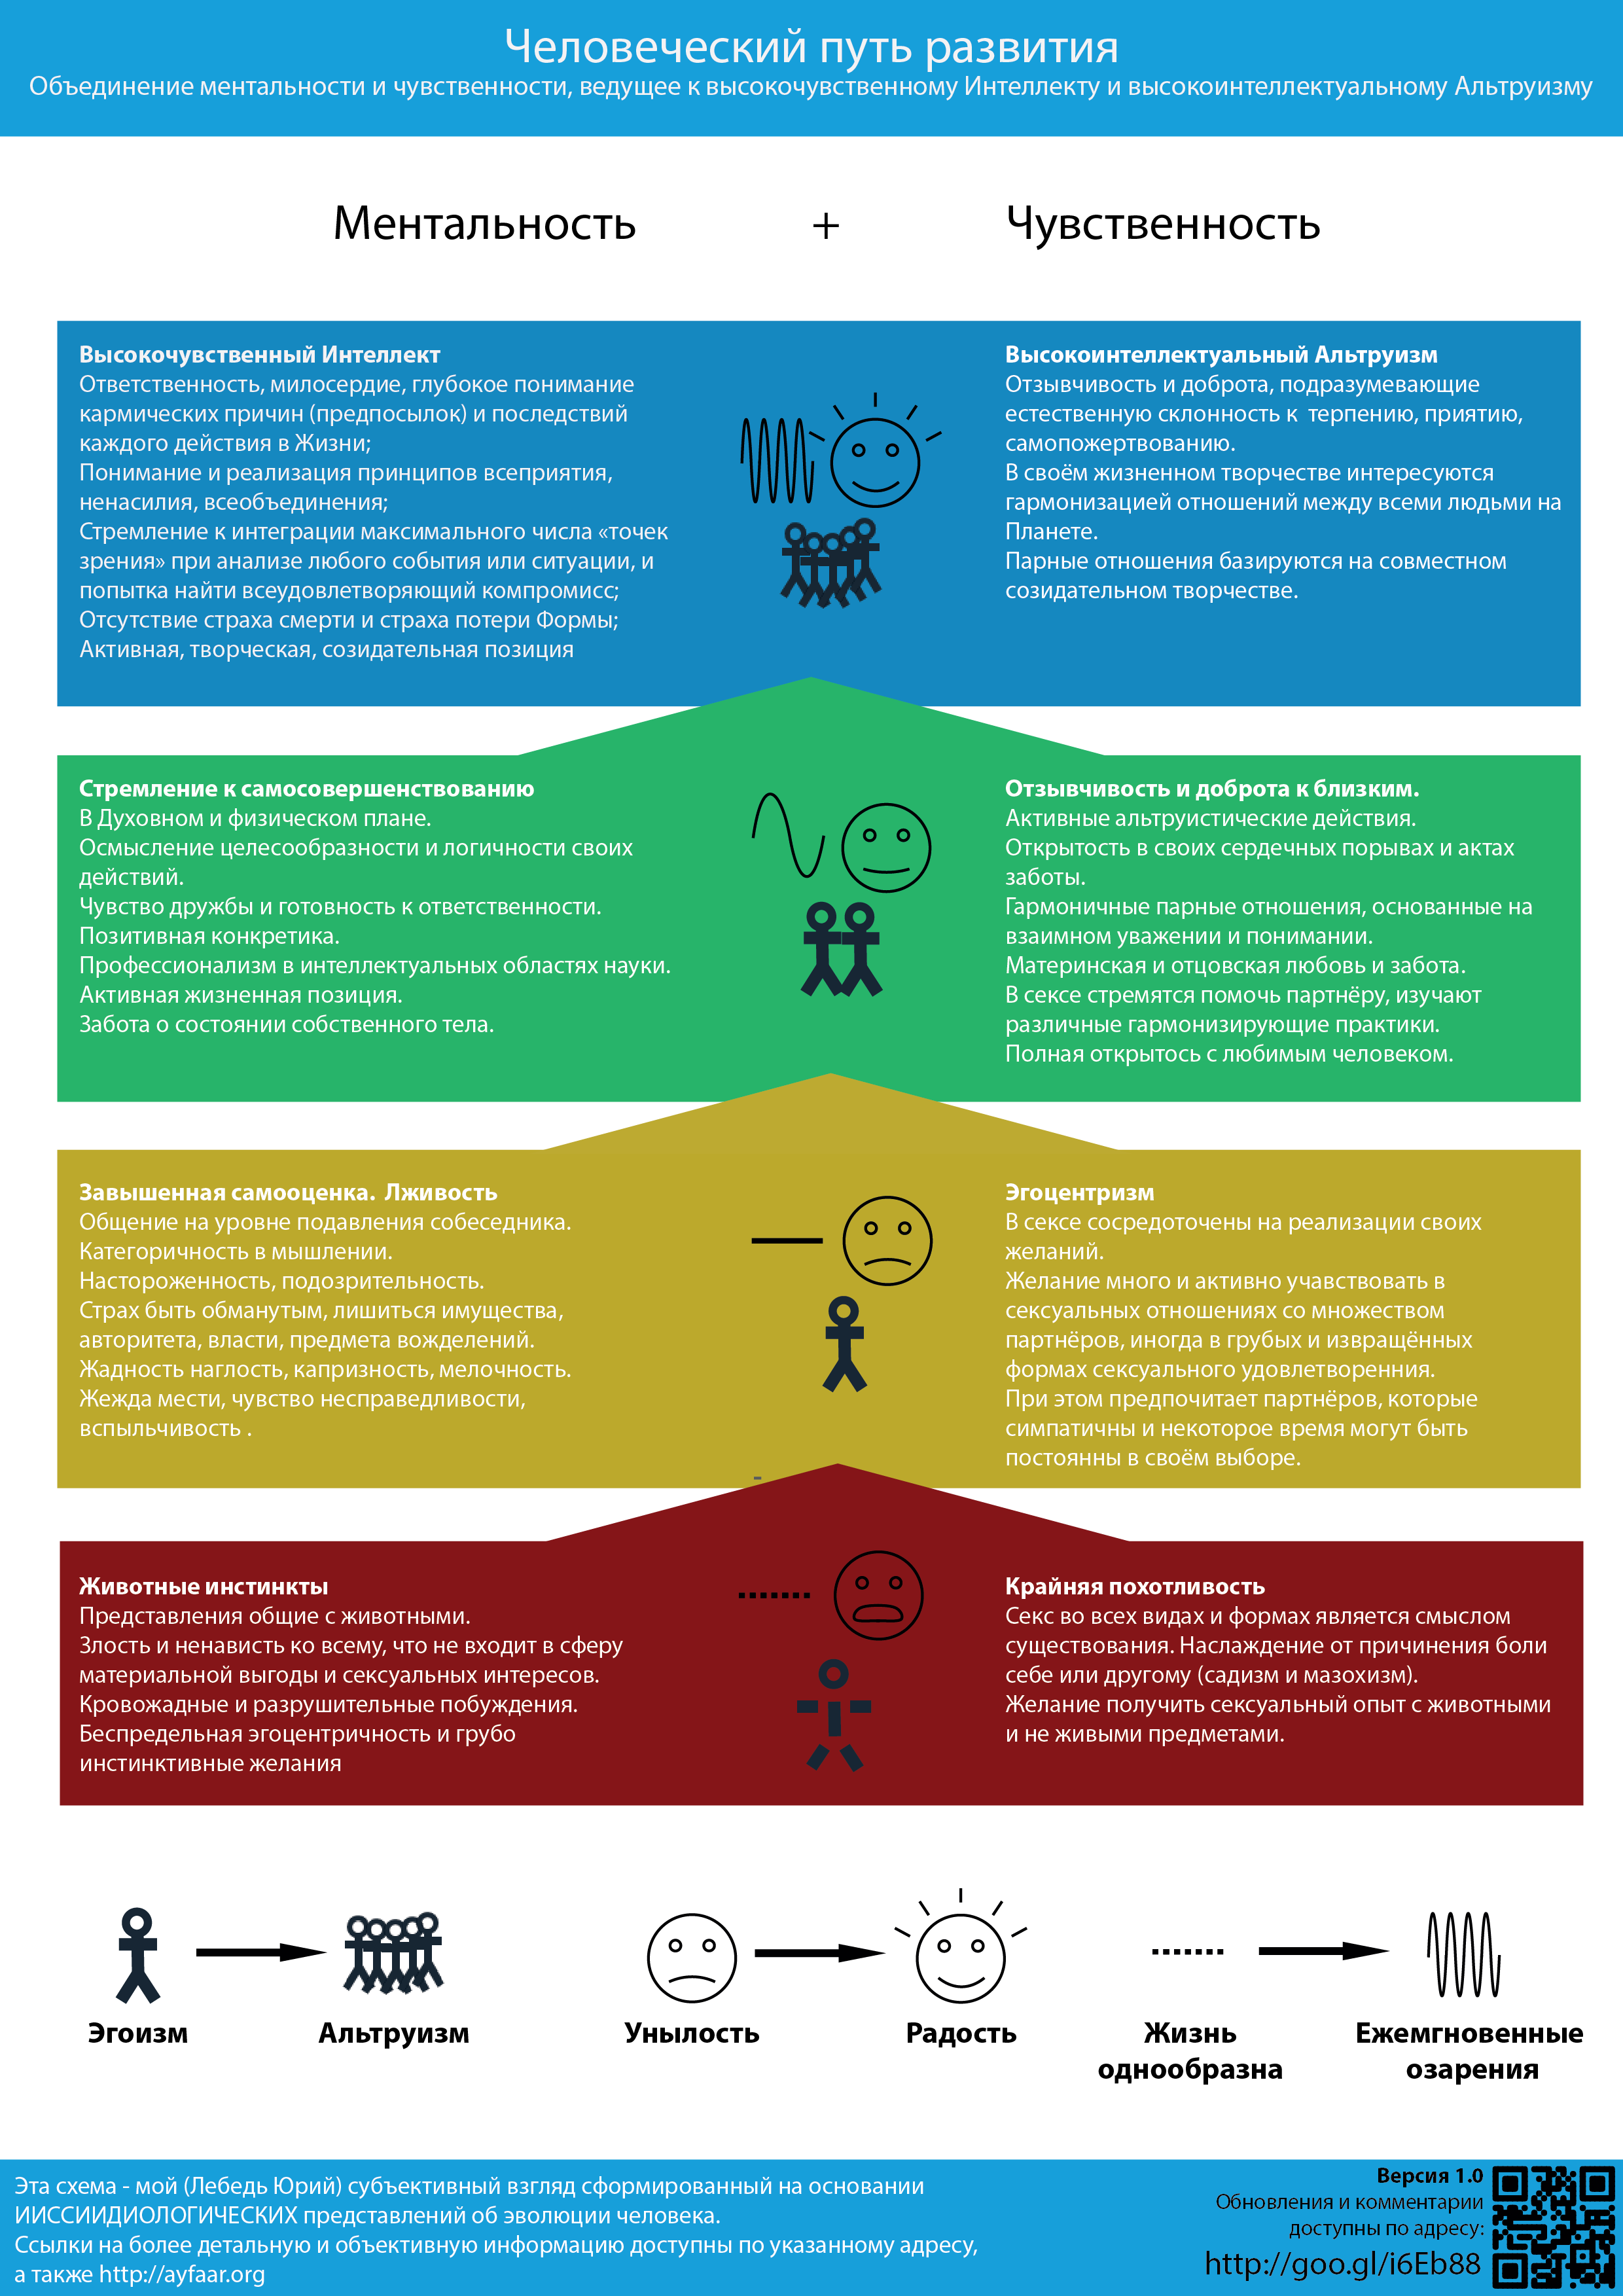 Человеческий путь развития
Объединение ментальности и чувственности, ведущее к высокочувственному Интеллекту и высокоинтеллектуальному Альтруизму
Ментальность + Чувственность
Высокочувственный Интеллект
Ответственность, милосердие, глубокое понимание
кармических причин (предпосылок) и последствий
каждого действия в Жизни;
Понимание и реализация принципов всеприятия,
ненасилия, всеобъединения;
Стремление к интеграции максимального числа «точек
зрения» при анализе любого события или ситуации, и
попытка найти всеудовлетворяющий компромисс;
Отсутствие страха смерти и страха потери Формы;
Активная, творческая, созидательная позиция
Высокоинтеллектуальный Альтруизм
Отзывчивость и доброта, подразумевающие
естественную склонность к терпению, приятию,
самопожертвованию.
В своём жизненном творчестве интересуются
гармонизацией отношений между всеми людьми на
Планете.
Парные отношения базируются на совместном
созидательном творчестве.
Стремление к самосовершенствованию
В Духовном и физическом плане.
Осмысление целесообразности и логичности своих
действий.
Чувство дружбы и готовность к ответственности.
Позитивная конкретика.
Профессионализм в интеллектуальных областях науки.
Активная жизненная позиция.
Забота о состоянии собственного тела.
Отзывчивость и доброта к близким.
Активные альтруистические действия.
Открытость в своих сердечных порывах и актах
заботы.
Гармоничные парные отношения, основанные на
взаимном уважении и понимании.
Материнская и отцовская любовь и забота.
В сексе стремятся помочь партнёру, изучают
различные гармонизирующие практики.
Полная открытось с любимым человеком.
Завышенная самооценка. Лживость
Общение на уровне подавления собеседника.
Категоричность в мышлении.
Настороженность, подозрительность.
Страх быть обманутым, лишиться имущества,
авторитета, власти, предмета вожделений.
Жадность наглость, капризность, мелочность.
Жежда мести, чувство несправедливости,
вспыльчивость .
Эгоцентризм
В сексе сосредоточены на реализации своих
желаний.
Желание много и активно учавствовать в
сексуальных отношениях со множеством
партнёров, иногда в грубых и извращённых
формах сексуального удовлетворенния.
При этом предпочитает партнёров, которые
симпатичны и некоторое время могут быть
постоянны в своём выборе.
-
Животные инстинкты
Представления общие с животными.
Злость и ненависть ко всему, что не входит в сферу
материальной выгоды и сексуальных интересов.
Кровожадные и разрушительные побуждения.
Беспредельная эгоцентричность и грубо
инстинктивные желания
Крайняя похотливость
Секс во всех видах и формах является смыслом
существования. Наслаждение от причинения боли
себе или другому (садизм и мазохизм).
Желание получить сексуальный опыт с животными
и не живыми предметами.
Эгоизм
Альтруизм
Унылость
Радость
Жизнь
однообразна
Ежемгновенные
озарения
Эта схема - мой (Лебедь Юрий) субъективный взгляд сформированный на основании
ИИССИИДИОЛОГИЧЕСКИХ представлений об эволюции человека.
Ссылки на более детальную и объективную информацию доступны по указанному адресу,
а также http://ayfaar.org
Версия 1.0
Обновления и комментарии
доступны по адресу:
http://goo.gl/i6Eb88